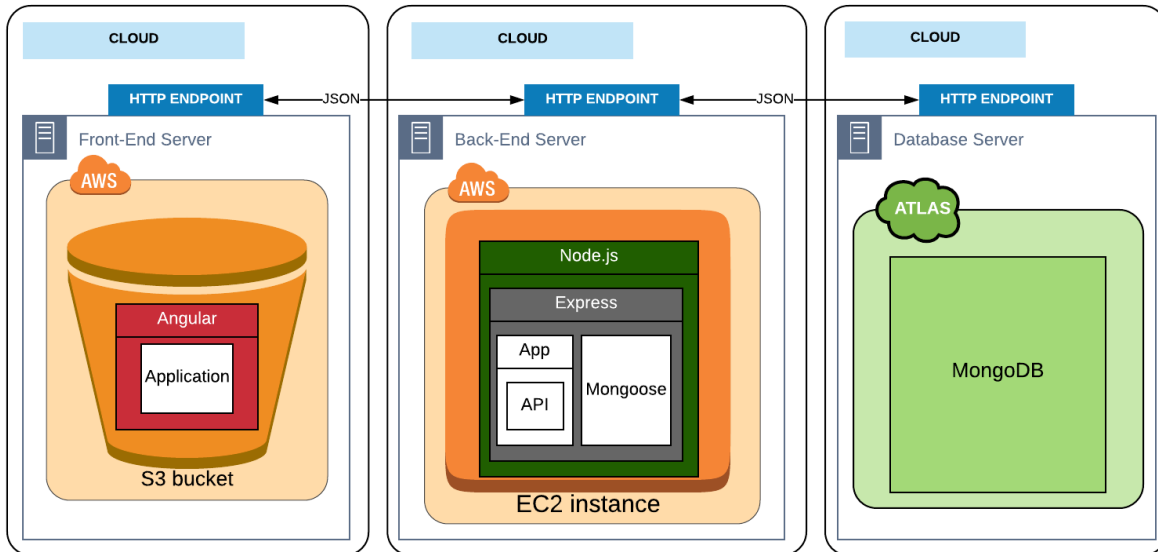 CLOUD
HTTP ENDPOINT
JSON
Front-End Server
AWS
Angular
Application
S3 bucket
CLOUD
HTTP ENDPOINT
JSON
Back-End Server
AWS
Node.js
Express
App
API
Mongoose
EC2 instance
CLOUD
HTTP ENDPOINT
Database Server
ATLAS
MongoDB